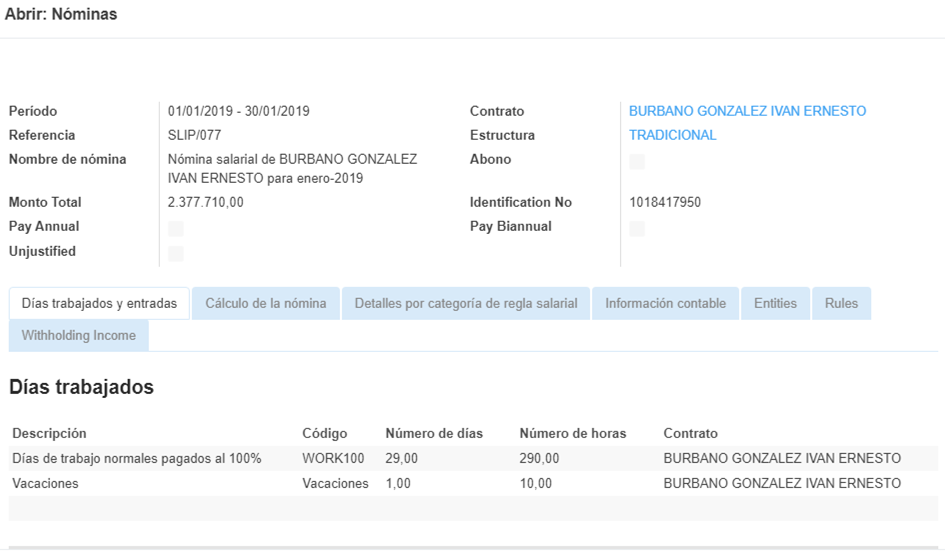 Abrir: Nóminas
Período 01/01/2019 - 30/01/2019 Contrato BURBANO GONZALEZ IVAN ERNESTO
Referencia SLIP/077 Estructura TRADICIONAL
Nombre de nómina Nómina salarial de BURBANO GONZALEZ Abono
IVAN ERNESTO para enero-2019
Monto Total 2.377.710,00 Identification No 1018417950
Pay Annual Pay Biannual
Unjustified
Días trabajados y entradas Cálculo de la nómina Detalles por categoría de regla salarial Información contable Entities Rules
Withholding Income
Días trabajados
Descripción Código Número de días Número de horas Contrato
Días de trabajo normales pagados al 100% WORK100 29,00 290,00 BURBANO GONZALEZ IVAN ERNESTO
Vacaciones Vacaciones 1,00 10,00 BURBANO GONZALEZ IVAN ERNESTO